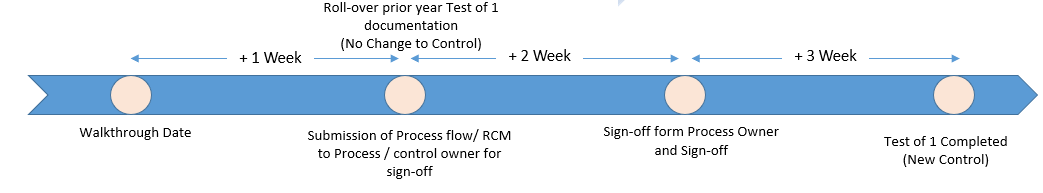 Roll-over prior year Test of 1
documentation
(No Change to Control)
+ 1 Week
+ 2 Week
+ 3 Week
Walkthrough Date
Submission of Process flow/ RCM
to Process / control owner for
sign-off
Sign-off form Process Owner
and Sign-off
Test of 1 Completed
(New Control)